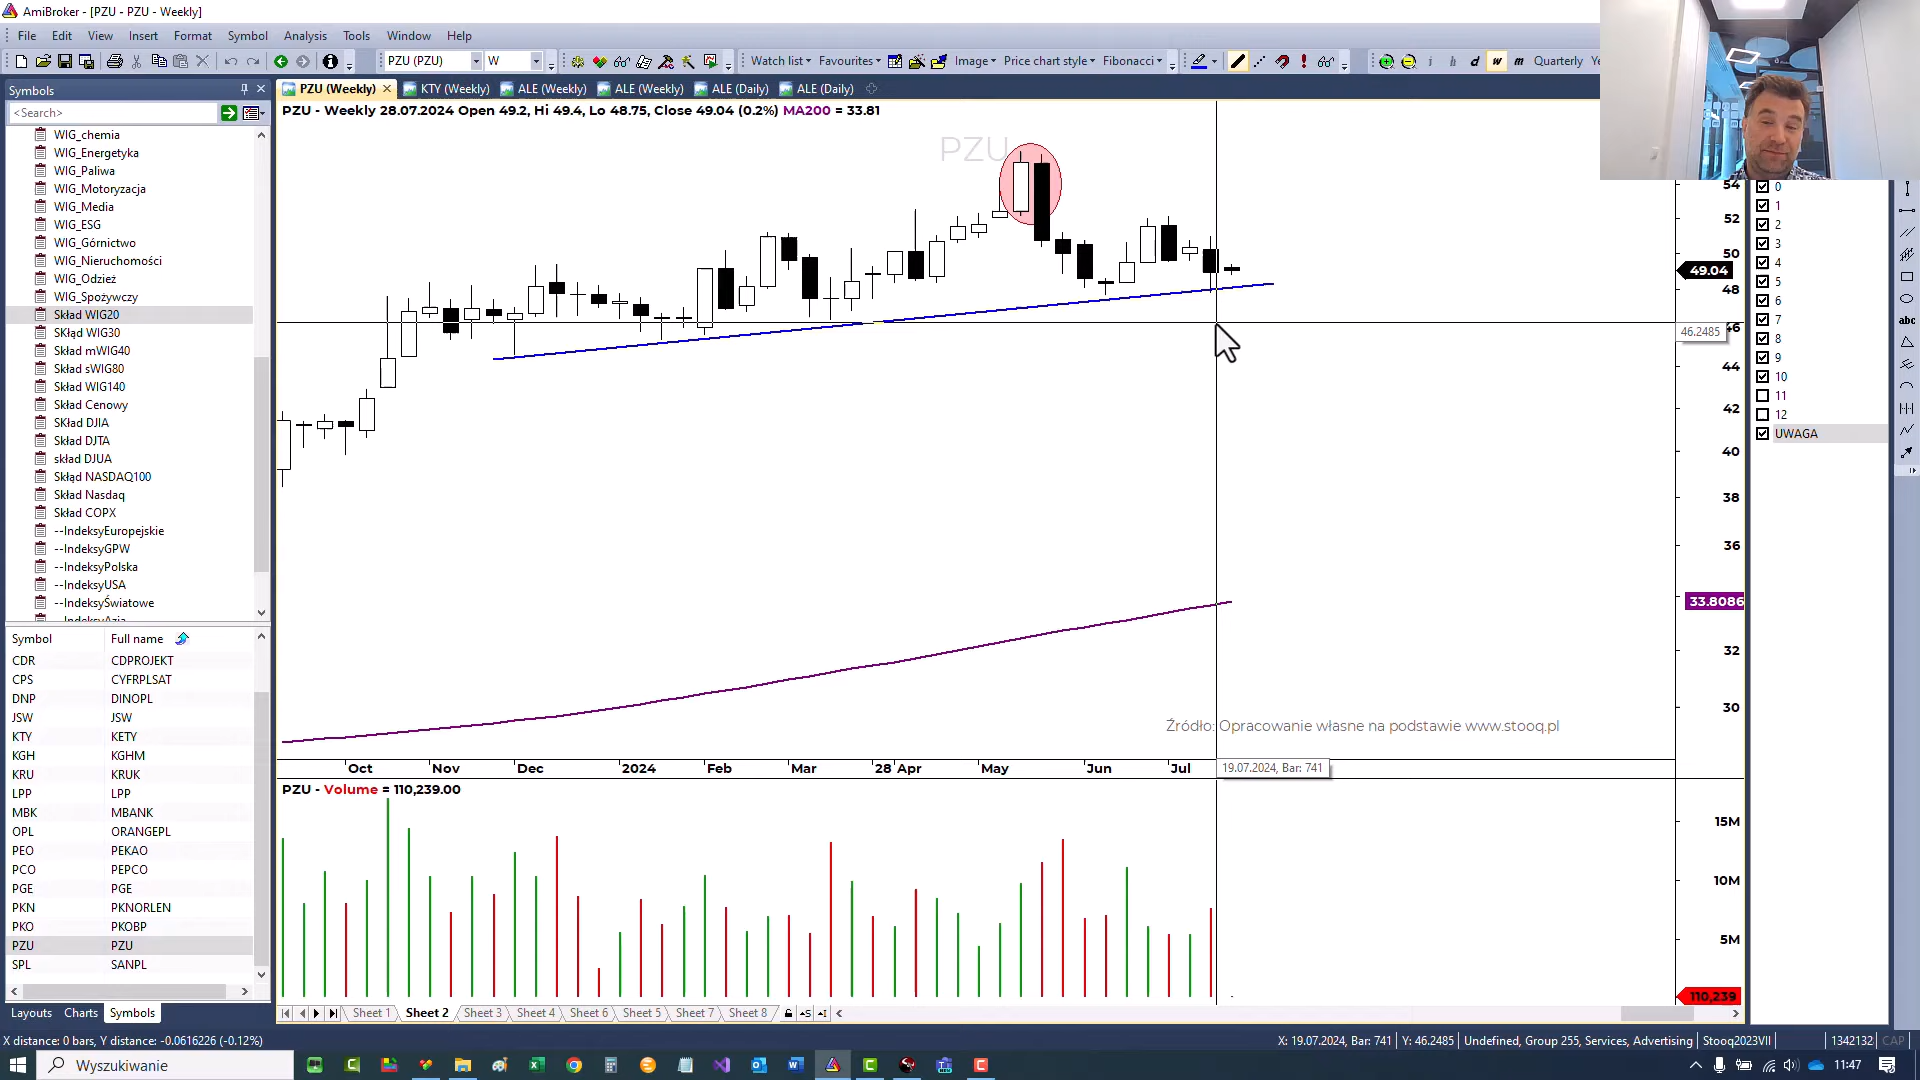 AmiBroker - [PZU - PZU - Weekly]
File Edit View Insert Format Symbol Analysis Tools Window Help
PZU (PZU) W Watch list Favourites Image Price chart style Fibonacci i h d w m Quarterly
Symbols
PZU (Weekly) KTY (Weekly) ALE (Weekly) ALE (Weekly) ALE (Daily) ALE (Daily)
<Search>
PZU - Weekly 28.07.2024 Open 49.2, Hi 49.4, Lo 48.75, Close 49.04 (0.2%) MA200 = 33.81
WIG_chemia
WIG_Energetyka
WIG_Paliwa
WIG_Motoryzacja
WIG_Media
WIG_ESG
WIG_Górnictwo
WIG_Nieruchomości
WIG_Odzież
WIG_Spożywczy
Skład WIG20
SKłąd WIG30
Skład mWIG40
Skład sWIG80
Skład WIG140
Skład Cenowy
SKład DJIA
Skład DJTA
skład DJUA
Skłąd NASDAQ100
Skład Nasdaq
Skład COPX
--IndeksyEuropejskie
--IndeksyGPW
--IndeksyPolska
--IndeksyUSA
--IndeksyŚwiatowe
--IndeksyAzja
Symbol Full name
CDR CDPROJEKT
CPS CYFRPLSAT
DNP DINOPL
JSW JSW
KTY KETY
KGH KGHM
KRU KRUK
LPP LPP
MBK MBANK
OPL ORANGEPL
PEO PEKAO
PCO PEPCO
PGE PGE
PKN PKNORLEN
PKO PKOBP
PZU PZU
SPL SANPL
Layouts Charts Symbols
PZU
54
52
50
49.04
48
46
46.2485
44
42
40
38
36
33.8086
32
30
Źródło: Opracowanie własne na podstawie www.stooq.pl
Oct Nov Dec 2024 Feb Mar 28 Apr May Jun Jul
19.07.2024, Bar: 741
PZU - Volume = 110,239.00
15M
10M
5M
110,239
0
1
2
3
4
5
6
7
8
9
10
11
12
UWAGA
abc
Sheet 1 Sheet 2 Sheet 3 Sheet 4 Sheet 6 Sheet 5 Sheet 7 Sheet 8
X distance: 0 bars, Y distance: -0.0616226 (-0.12%)
X: 19.07.2024, Bar: 741 Y: 46.2485 Undefined, Group 255, Services, Advertising Stooq2023VII 1342132 CAP
Wyszukiwanie
11:47